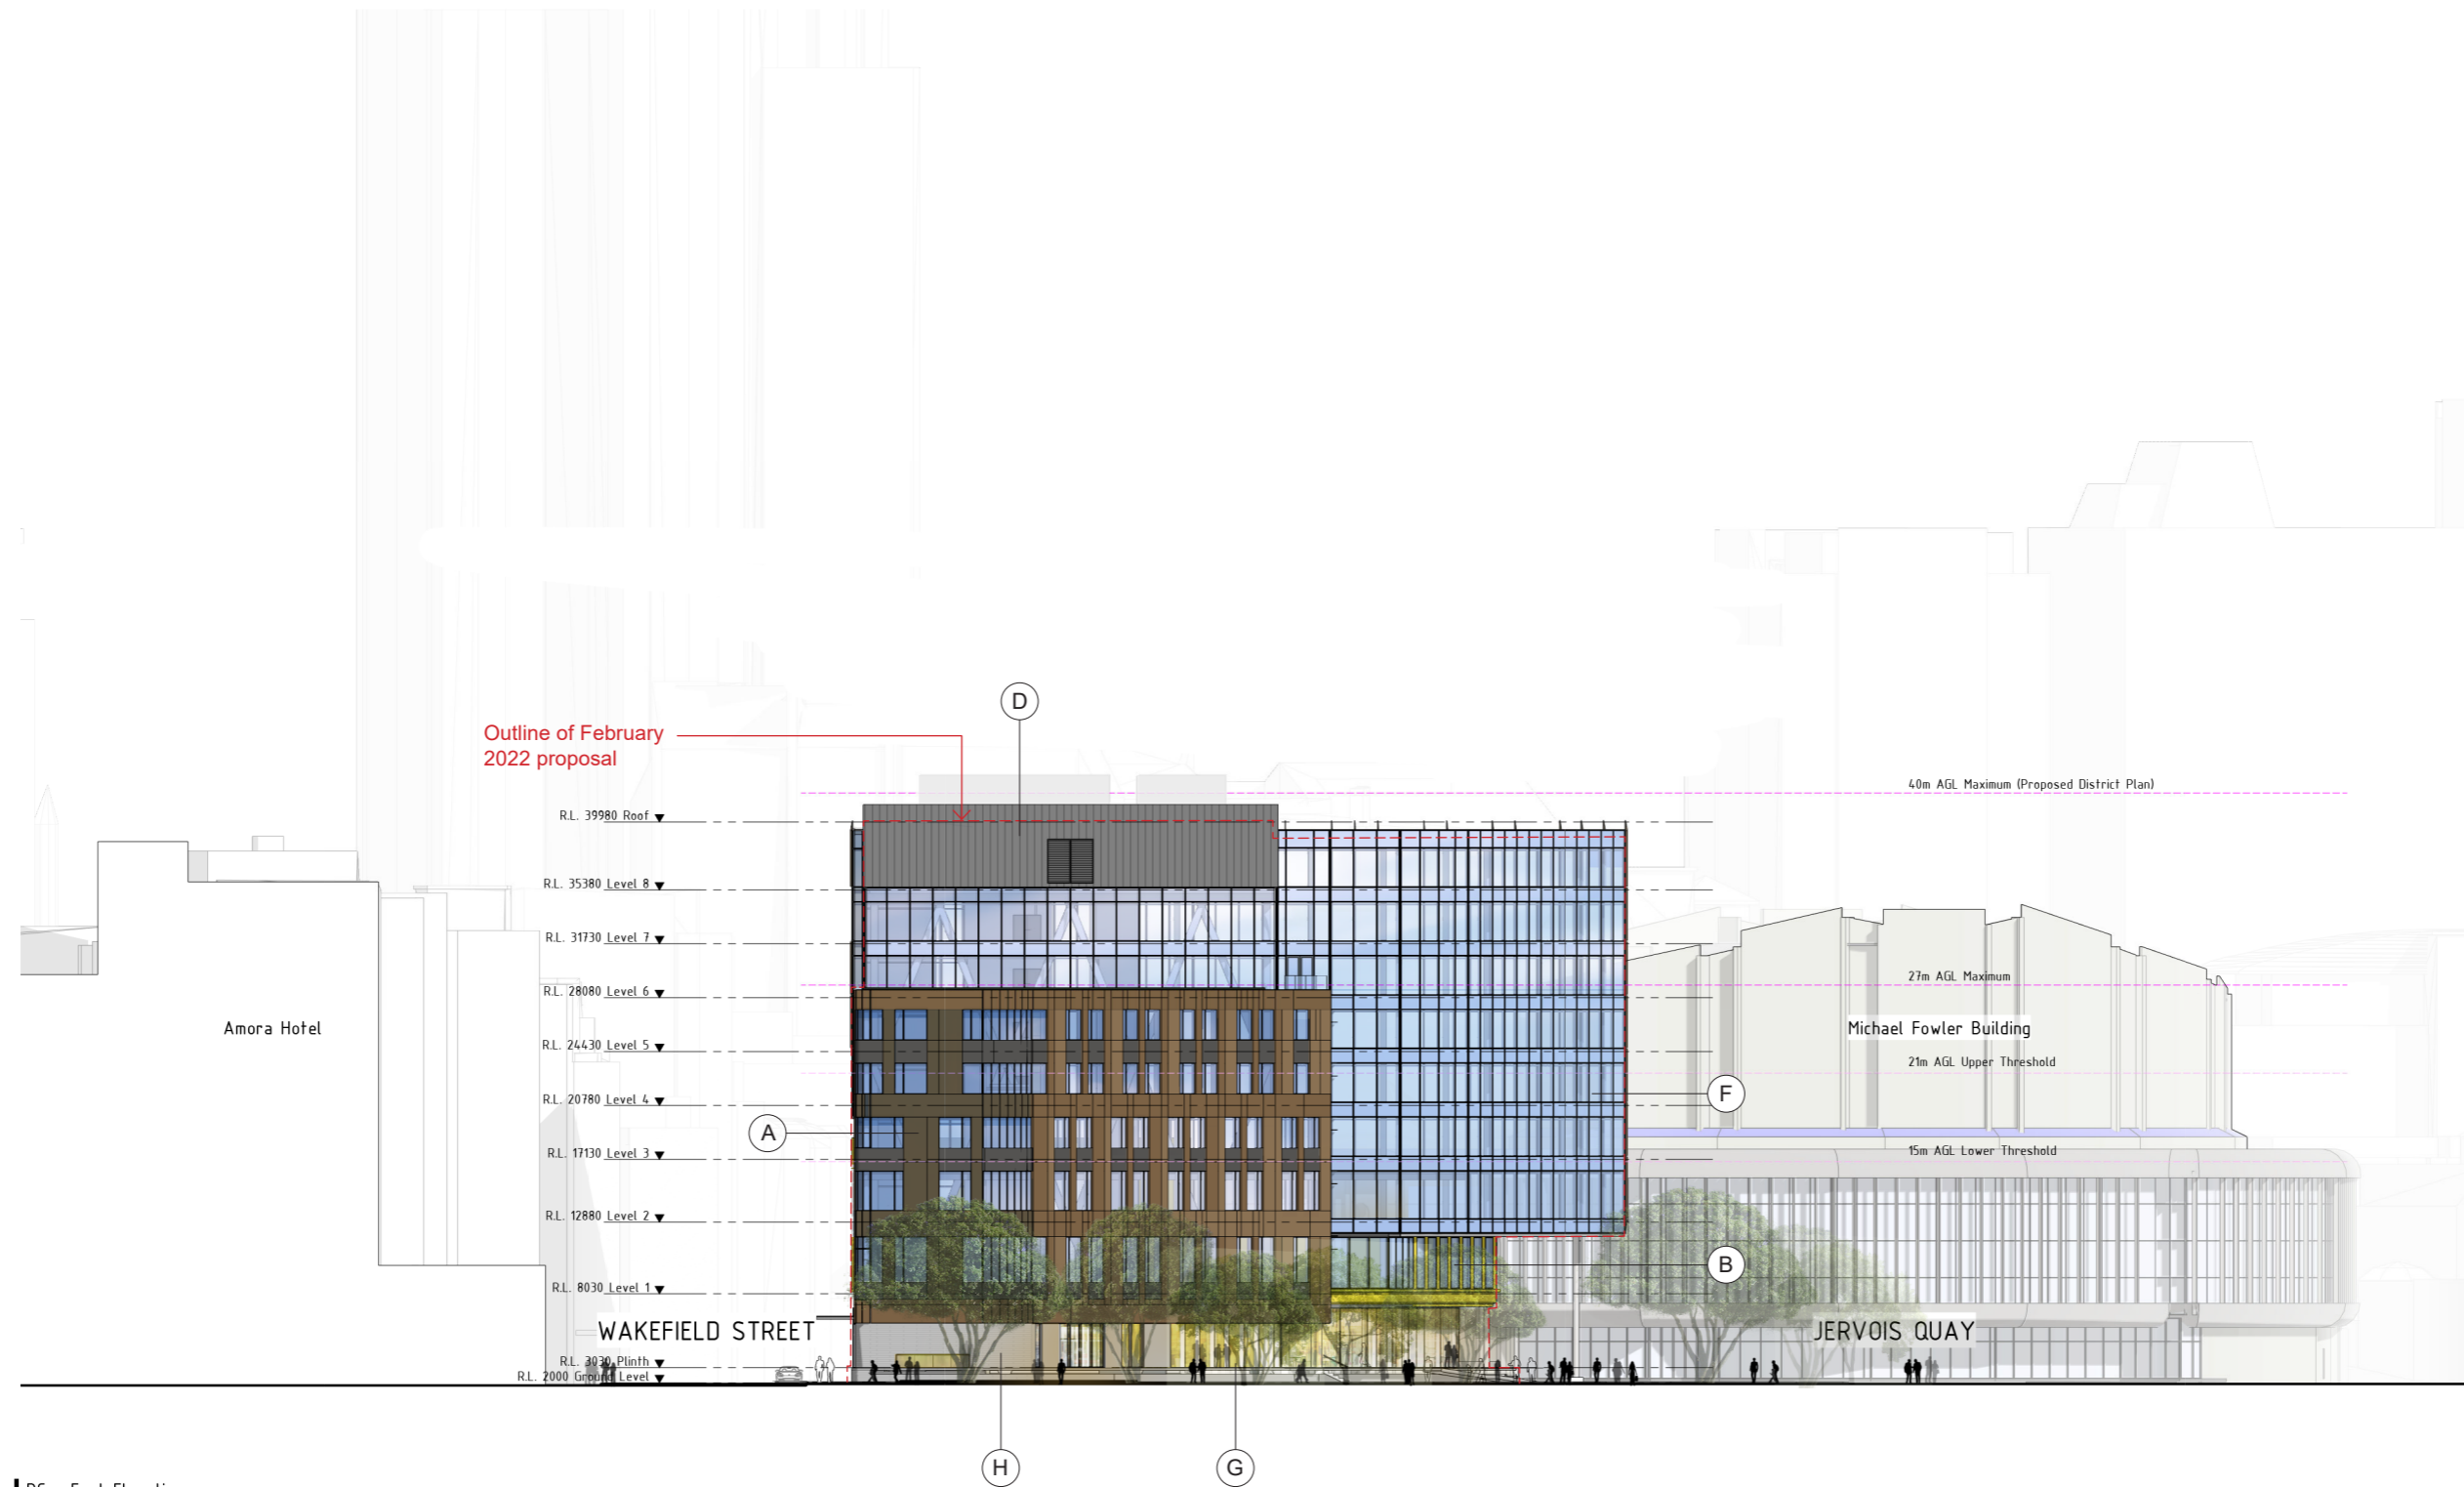 D
Outline of February
2022 proposal
40m AGL Maximum (Proposed District Plan)
R.L. 39980 Roof
R.L. 35380 Level 8
R.L. 31730 Level 7
27m AGL Maximum
R.L. 28080 Level 6
Amora Hotel
Michael Fowler Building
R.L. 24430 Level 5
21m AGL Upper Threshold
F
R.L. 20780 Level 4
A
R.L. 17130 Level 3
15m AGL Lower Threshold
R.L. 12880 Level 2
B
R.L. 8030 Level 1
WAKEFIELD STREET
JERVOIS QUAY
R.L. 3030 Plinth
R.L. 2000 Ground Level
H
G